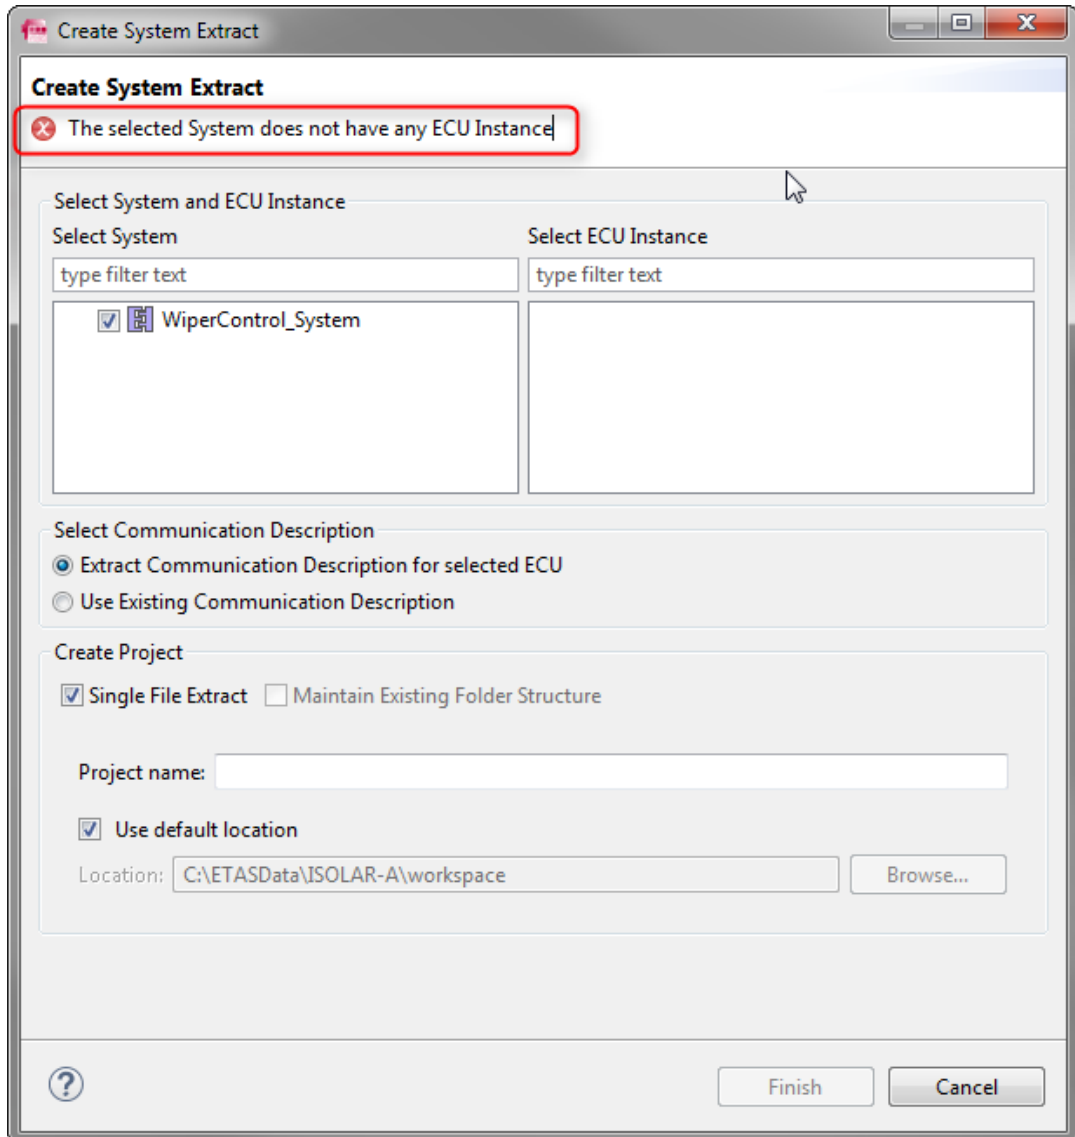 Create System Extract
Create System Extract
The selected System does not have any ECU Instance
Select System and ECU Instance
Select System
Select ECU Instance
type filter text
type filter text
WiperControl_System
Select Communication Description
Extract Communication Description for selected ECU
Use Existing Communication Description
Create Project
Single File Extract Maintain Existing Folder Structure
Project name:
Use default location
Location: C:\ETASData\ISOLAR-A\workspace Browse...
? Finish Cancel